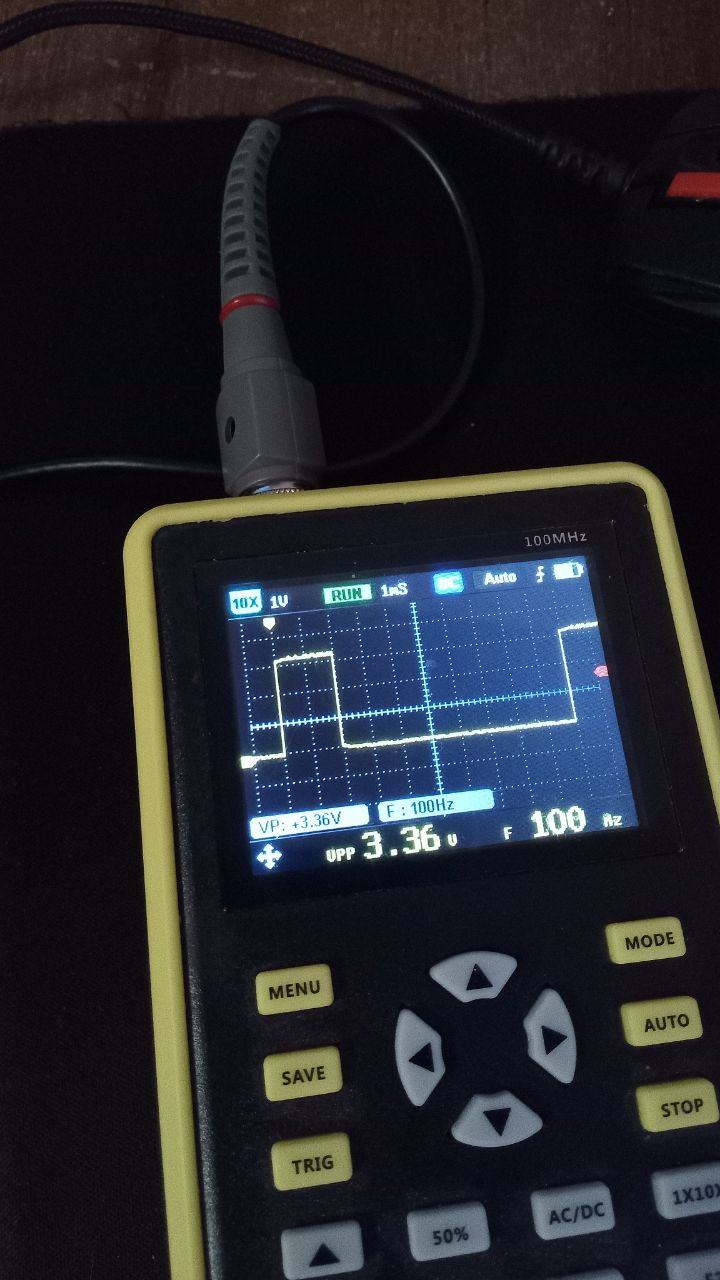 100MHz
10X 1V RUN 1mS DC Auto
VP: +3.36V F : 100Hz
VPP 3.36 V F 100 Hz
MENU
MODE
SAVE
AUTO
TRIG
STOP
50%
AC/DC